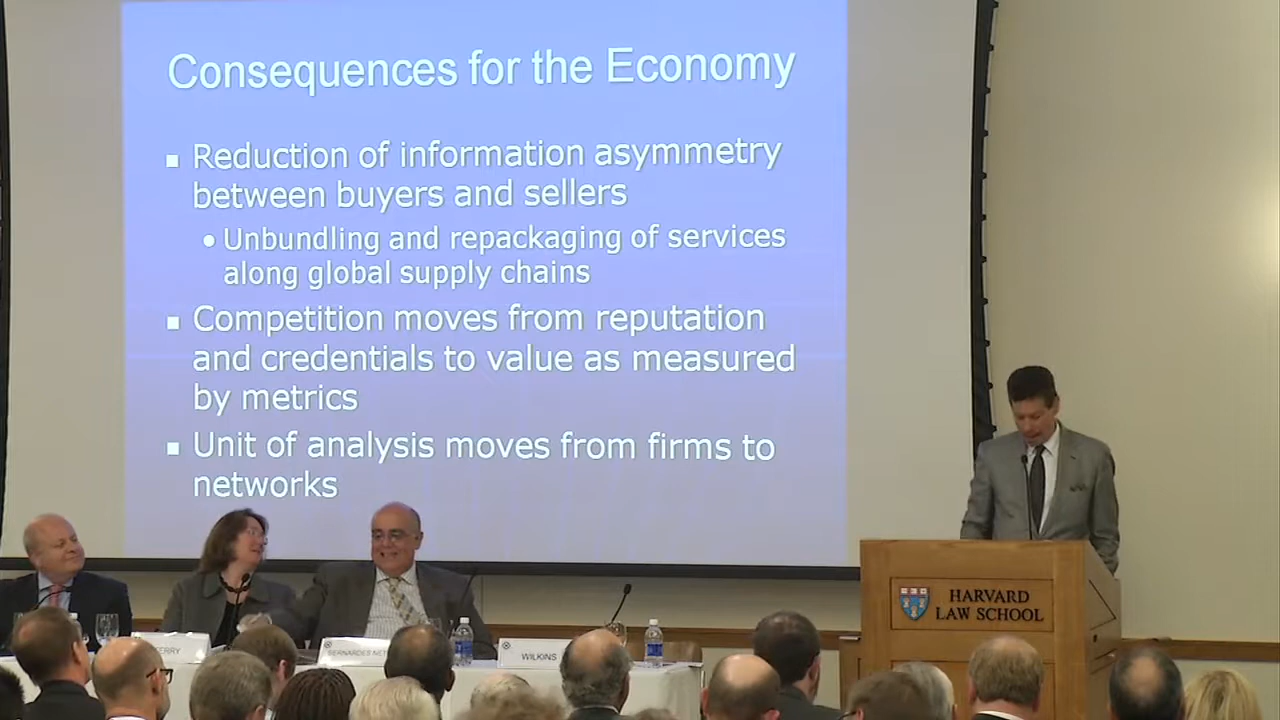 Consequences for the Economy
Reduction of information asymmetry
between buyers and sellers
Unbundling and repackaging of services
along global supply chains
Competition moves from reputation
and credentials to value as measured
by metrics
Unit of analysis moves from firms to
networks
HARVARD
LAW SCHOOL
WILKINS